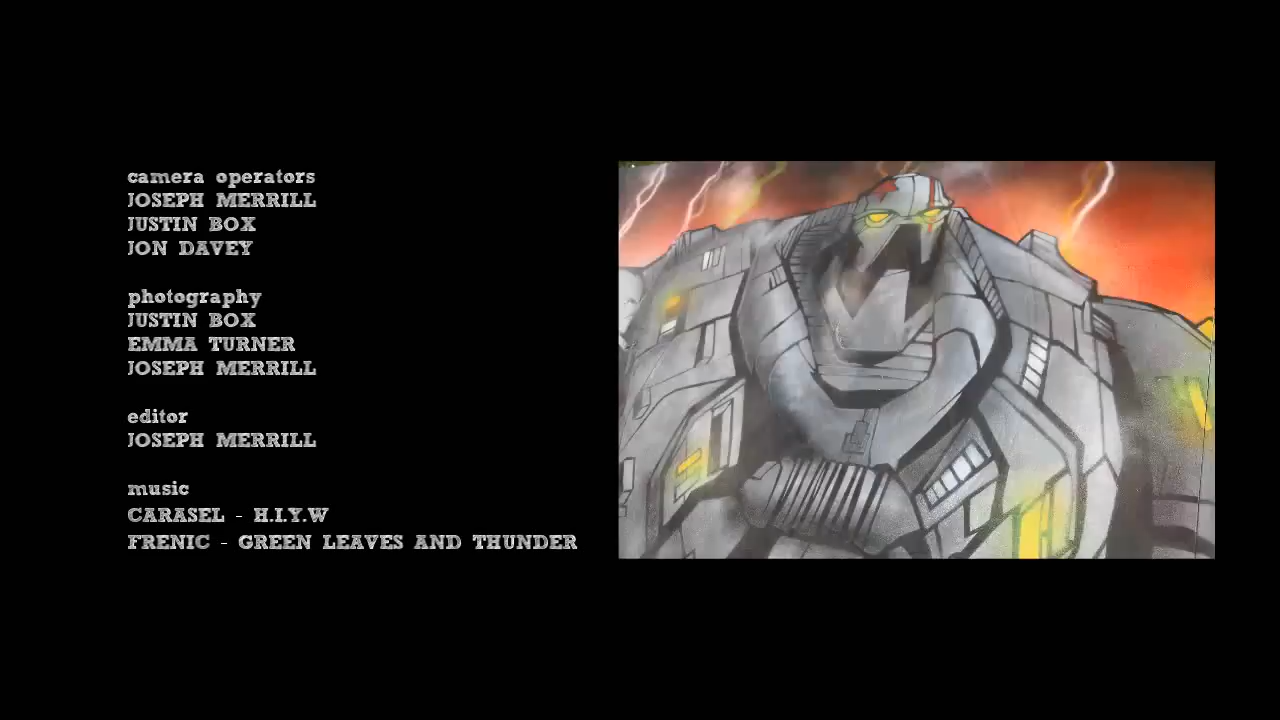 camera operators
JOSEPH MERRILL
JUSTIN BOX
JON DAVEY
photography
JUSTIN BOX
EMMA TURNER
JOSEPH MERRILL
editor
JOSEPH MERRILL
music
CARASEL - H.I.Y.W
FRENIC - GREEN LEAVES AND THUNDER